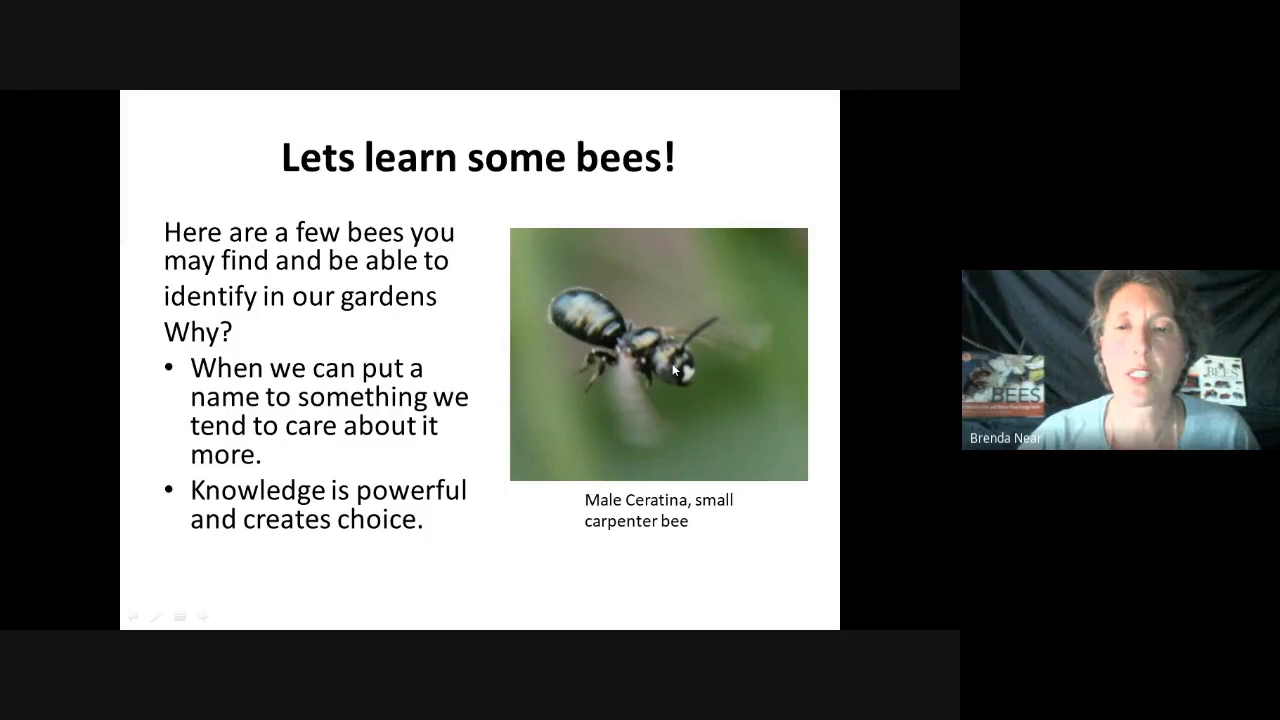 Lets learn some bees!
Here are a few bees you
may find and be able to
identify in our gardens
Why?
• When we can put a
name to something we
tend to care about it
more.
• Knowledge is powerful
and creates choice.
Male Ceratina, small
carpenter bee
BEES
BEES
Brenda Near